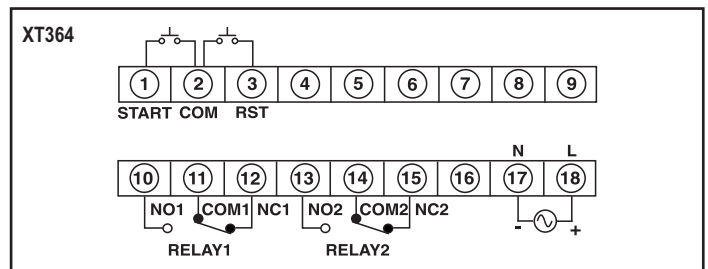 XT364
1 2 3 4 5 6 7 8 9
START COM RST
N L
10 11 12 13 14 15 16 17 18
NO1 COM1 NC1 NO2 COM2 NC2
- +
RELAY1 RELAY2